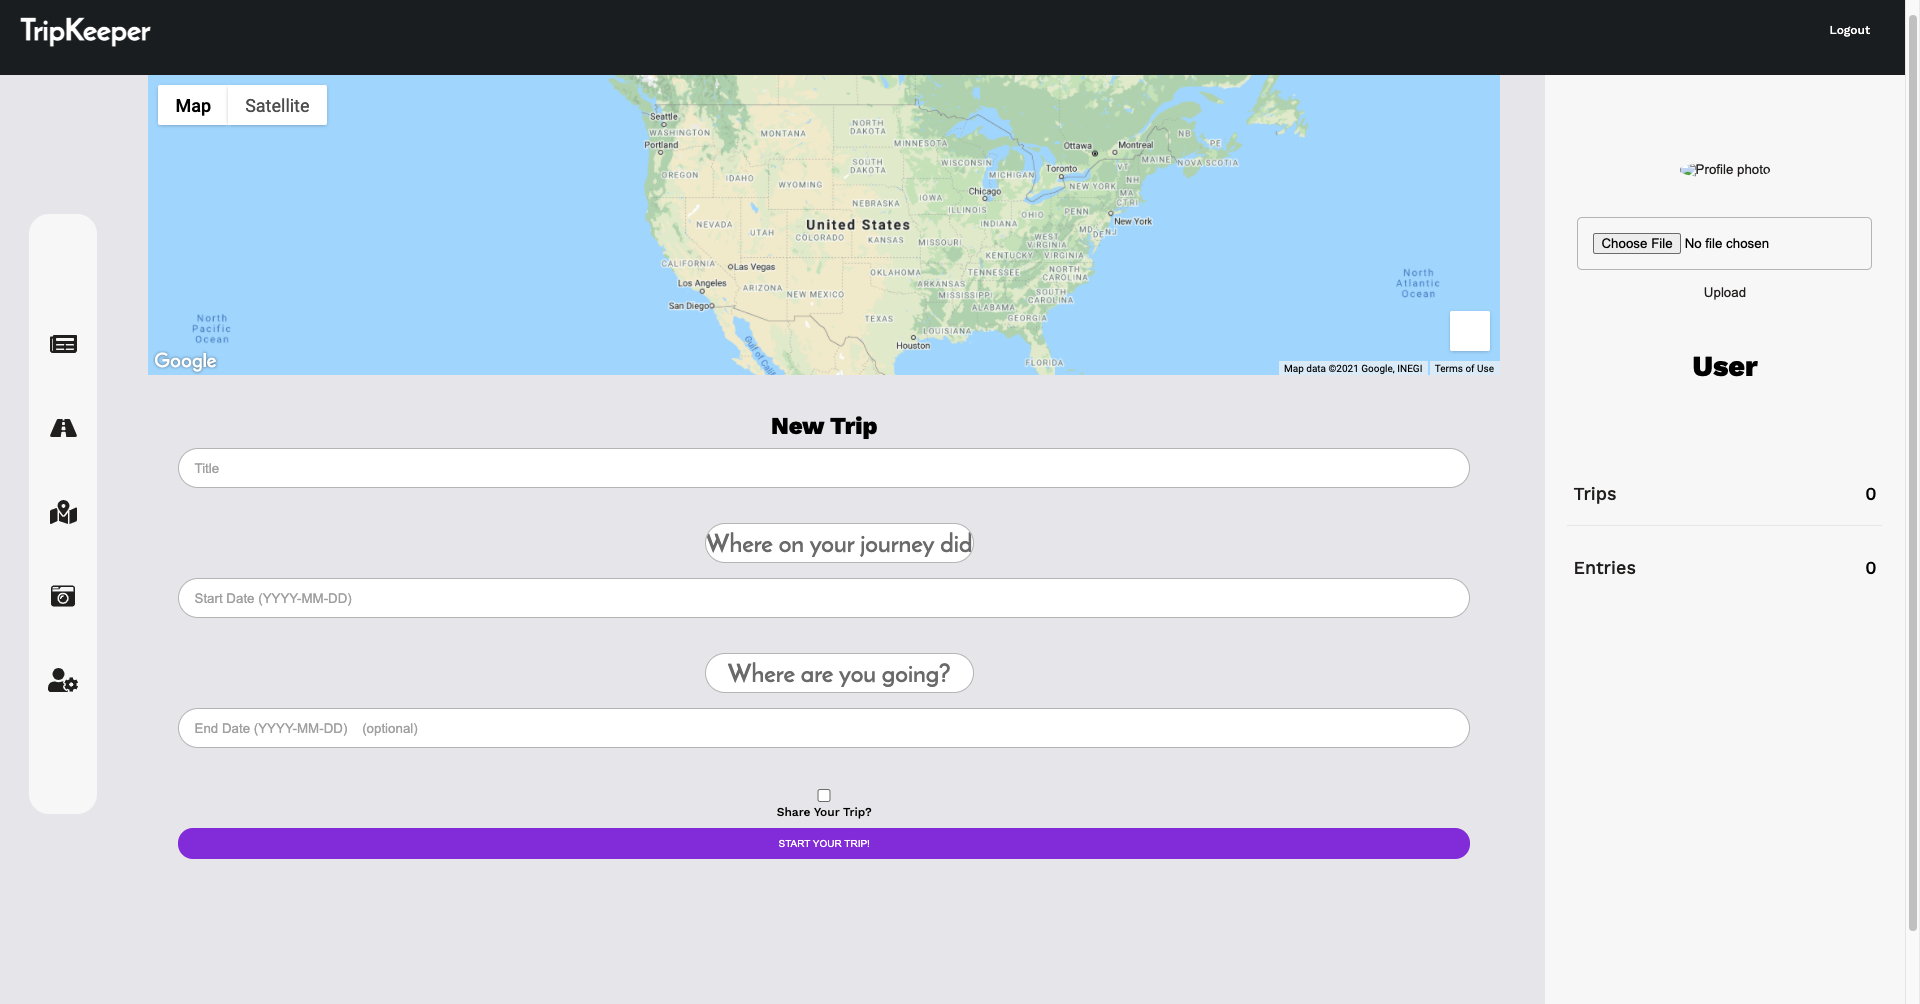 TripKeeper
Logout
Map
Satellite
Seattle
WASHINGTON
MONTANA
NORTH
DAKOTA
MINNESOTA
Ottawa
Montreal
NB
PE
Portland
OREGON
IDAHO
WYOMING
SOUTH
DAKOTA
WISCONSIN
MICHIGAN
Toronto
VT
MAINE
NOVA SCOTIA
NH
NEW YORK
MA
CT RI
Chicago
IOWA
NEBRASKA
ILLINOIS
INDIANA
OHIO
PENN
New York
NEVADA
UTAH
United States
COLORADO
KANSAS
MISSOURI
WEST
VIRGINIA
MD
DE
NJ
KENTUCKY
VIRGINIA
CALIFORNIA
Las Vegas
OKLAHOMA
TENNESSEE
NORTH
CAROLINA
Los Angeles
ARIZONA
NEW MEXICO
ARKANSAS
MISSISSIPPI
SOUTH
CAROLINA
San Diego
ALABAMA
GEORGIA
TEXAS
LOUISIANA
Houston
FLORIDA
Gulf of Calif
North
Pacific
Ocean
North
Atlantic
Ocean
Google
Map data ©2021 Google, INEGI
Terms of Use
New Trip
Title
Where on your journey did
Start Date (YYYY-MM-DD)
Where are you going?
End Date (YYYY-MM-DD) (optional)
Share Your Trip?
START YOUR TRIP!
Profile photo
Choose File No file chosen
Upload
User
Trips 0
Entries 0